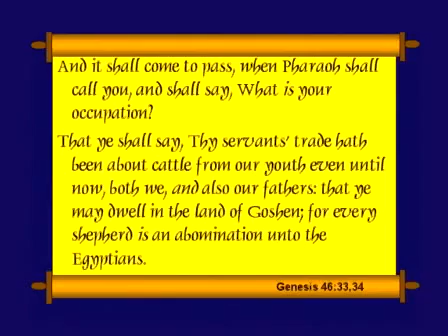 And it shall come to pass, when Pharaoh shall
call you, and shall say, What is your
occupation?
That ye shall say, Thy servants' trade hath
been about cattle from our youth even until
now, both we, and also our fathers: that ye
may dwell in the land of Goshen; for every
shepherd is an abomination unto the
Egyptians.
Genesis 46:33,34